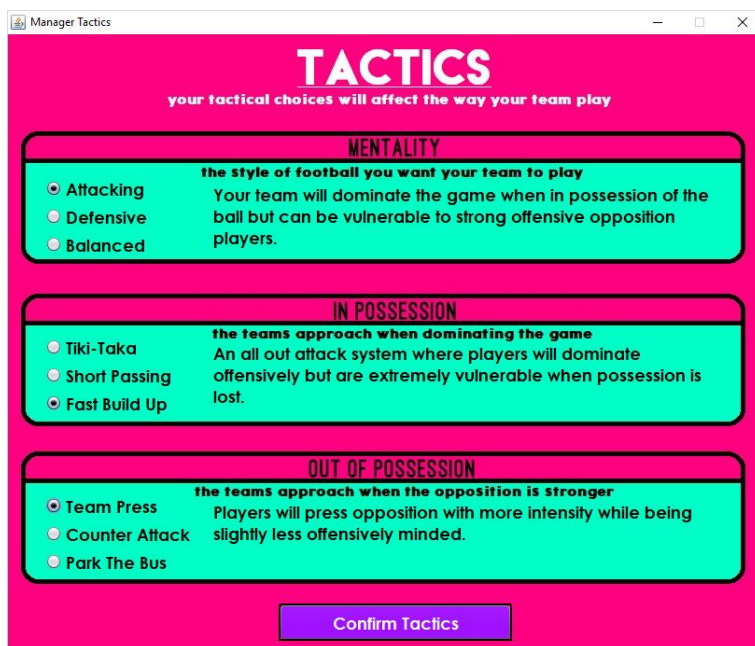 Manager Tactics
TACTICS
your tactical choices will affect the way your team play
MENTALITY
the style of football you want your team to play
Attacking
Defensive
Balanced
Your team will dominate the game when in possession of the
ball but can be vulnerable to strong offensive opposition
players.
IN POSSESSION
the teams approach when dominating the game
Tiki-Taka
Short Passing
Fast Build Up
An all out attack system where players will dominate
offensively but are extremely vulnerable when possession is
lost.
OUT OF POSSESSION
the teams approach when the opposition is stronger
Team Press
Counter Attack
Park The Bus
Players will press opposition with more intensity while being
slightly less offensively minded.
Confirm Tactics